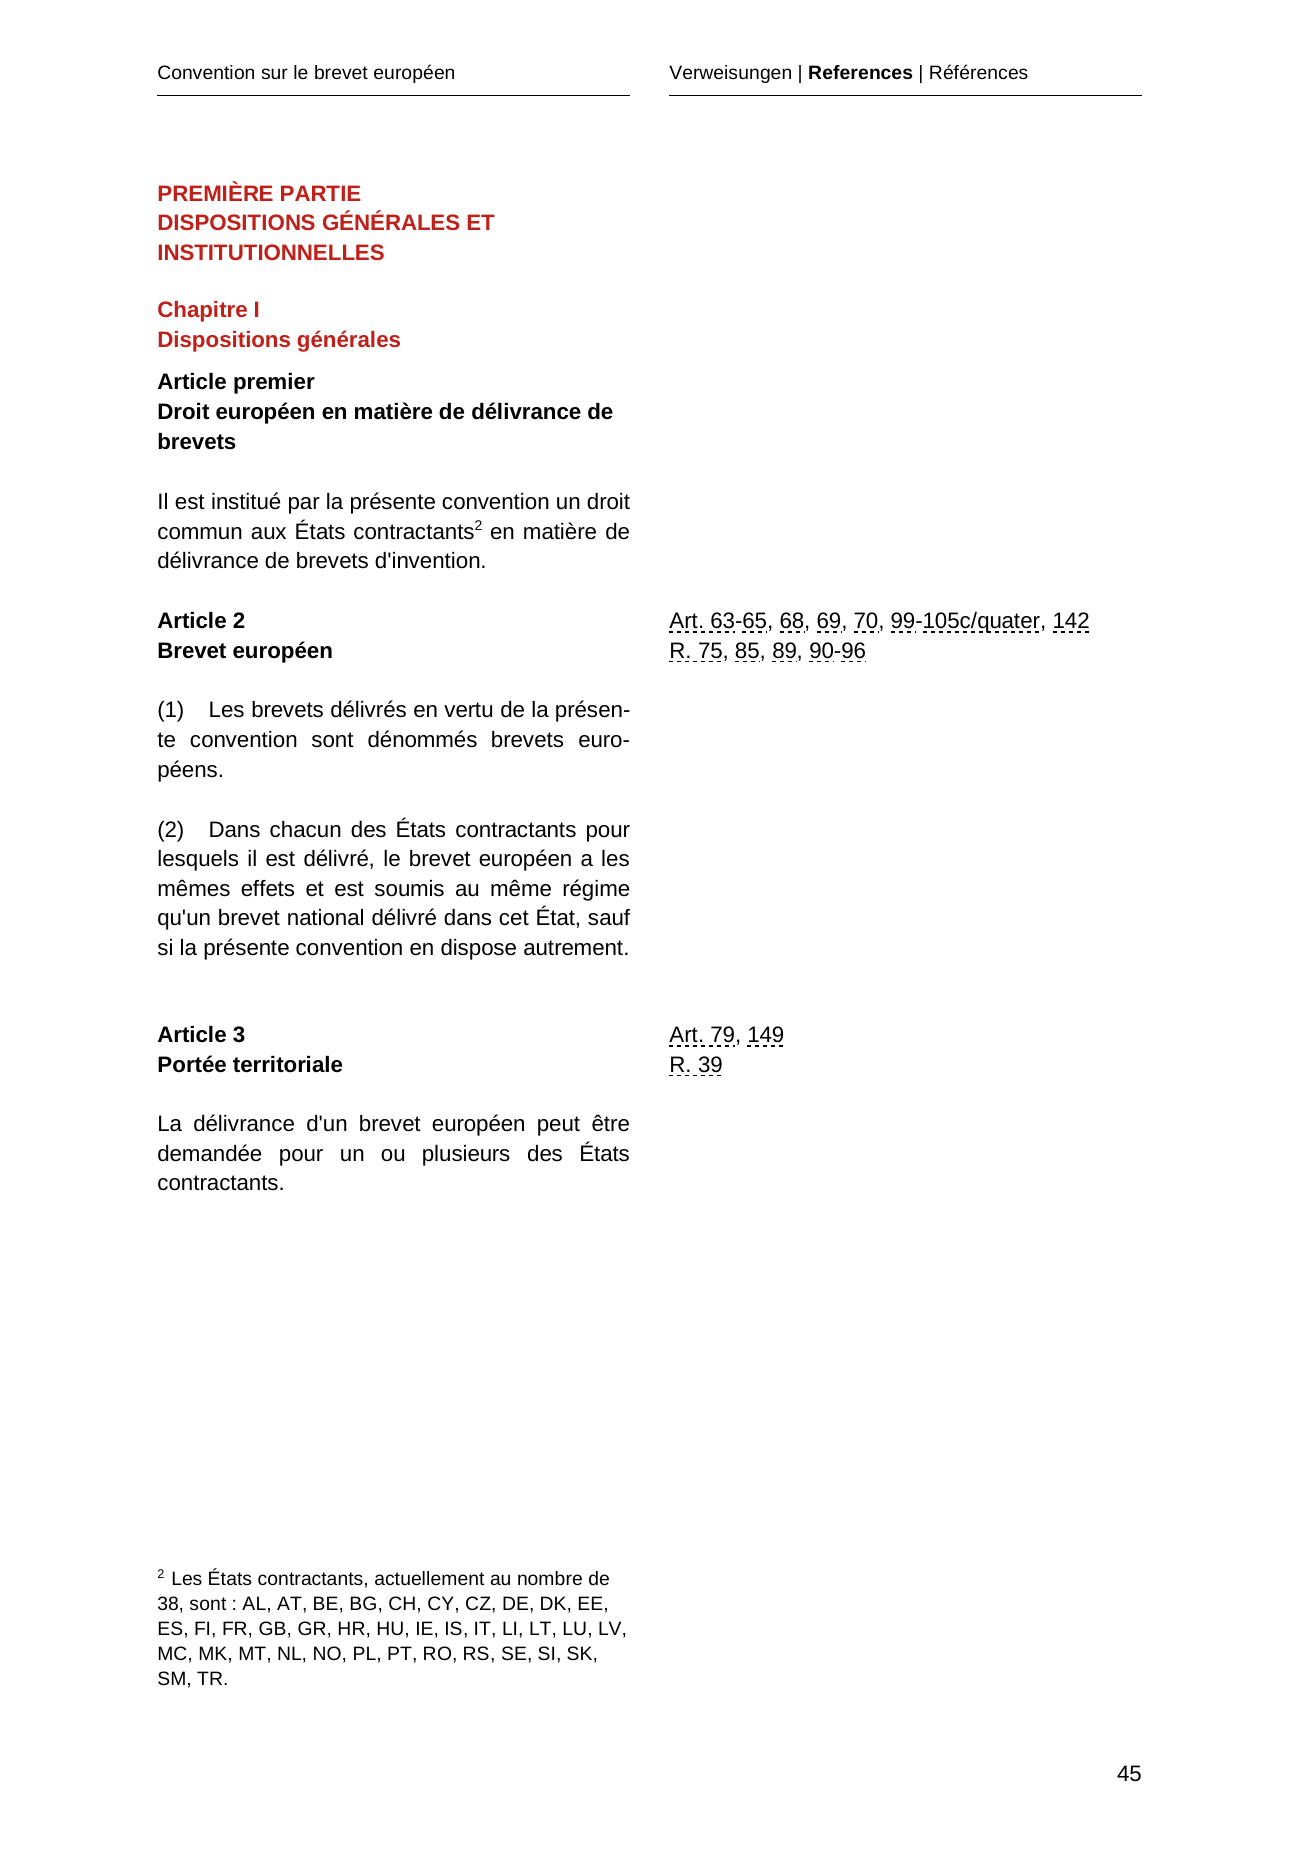 Convention sur le brevet européen
Verweisungen | References | Références
PREMIÈRE PARTIE
DISPOSITIONS GÉNÉRALES ET
INSTITUTIONNELLES
Chapitre I
Dispositions générales
Article premier
Droit européen en matière de délivrance de
brevets
Il est institué par la présente convention un droit
commun aux États contractants² en matière de
délivrance de brevets d'invention.
Article 2
Brevet européen
Art. 63-65, 68, 69, 70, 99-105c/quater, 142
R. 75, 85, 89, 90-96
(1) Les brevets délivrés en vertu de la présen-
te convention sont dénommés brevets euro-
péens.
(2) Dans chacun des États contractants pour
lesquels il est délivré, le brevet européen a les
mêmes effets et est soumis au même régime
qu'un brevet national délivré dans cet État, sauf
si la présente convention en dispose autrement.
Article 3
Portée territoriale
Art. 79, 149
R. 39
La délivrance d'un brevet européen peut être
demandée pour un ou plusieurs des États
contractants.
² Les États contractants, actuellement au nombre de
38, sont : AL, AT, BE, BG, CH, CY, CZ, DE, DK, EE,
ES, FI, FR, GB, GR, HR, HU, IE, IS, IT, LI, LT, LU, LV,
MC, MK, MT, NL, NO, PL, PT, RO, RS, SE, SI, SK,
SM, TR.
45